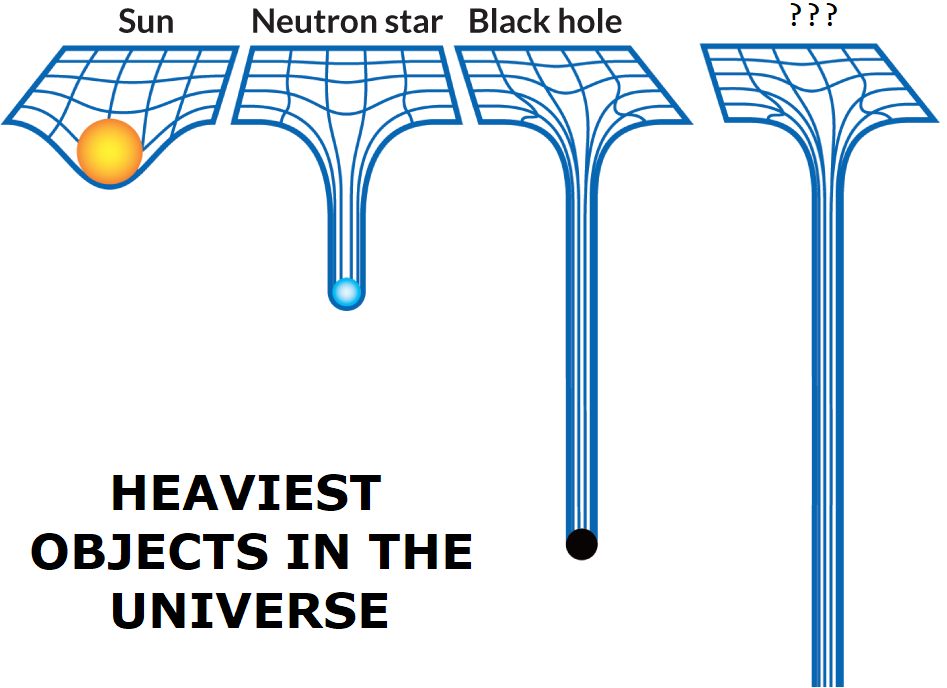 Sun Neutron star Black hole ???
HEAVIEST
OBJECTS IN THE
UNIVERSE